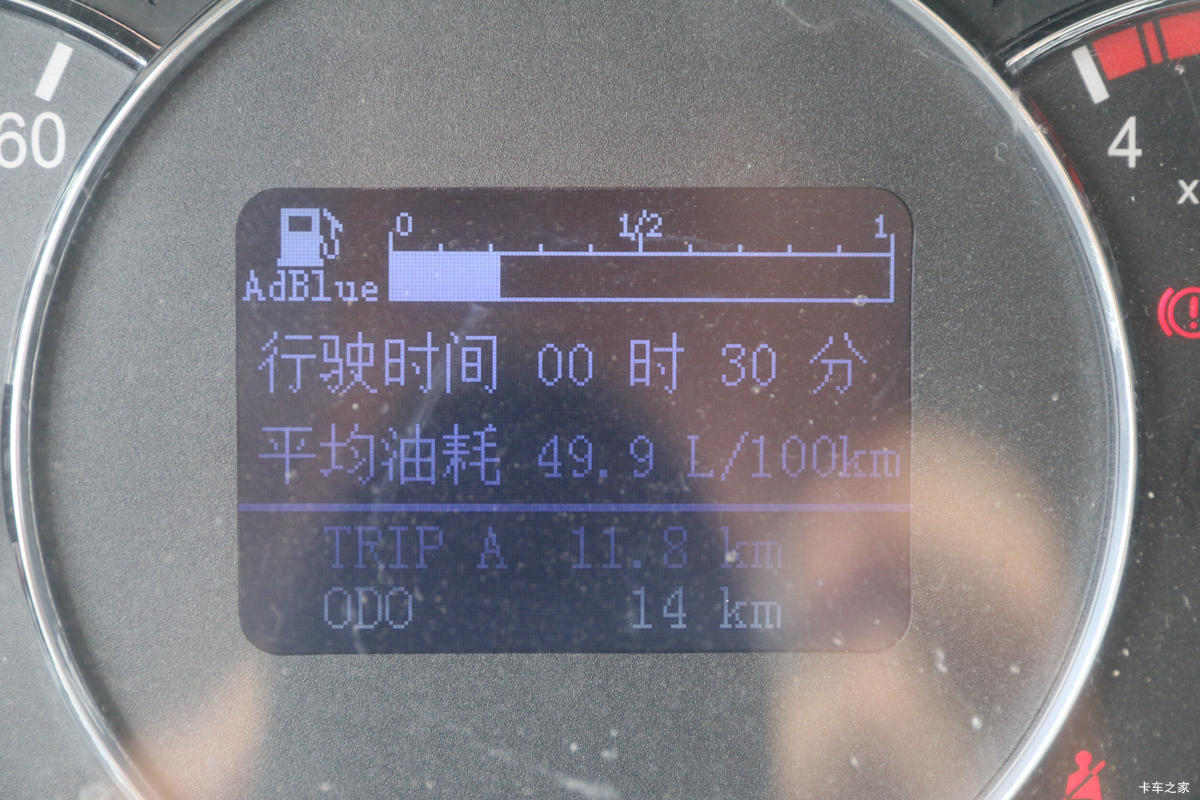 60
4
x
0 1/2 1
AdBlue
行驶时间 00 时 30 分
平均油耗 49.9 L/100km
TRIP A 11.8 km
ODO 14 km
卡车之家